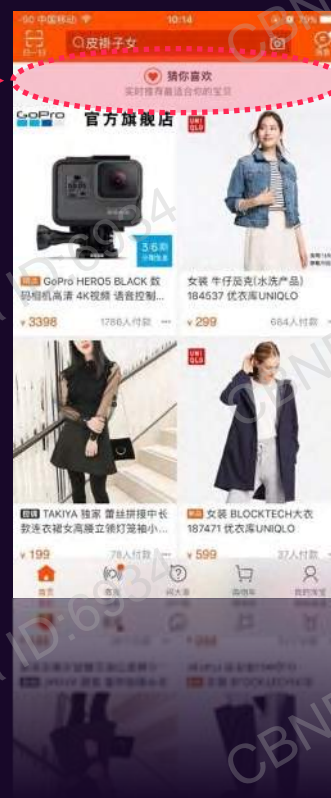 中国移动
10:14
79%
扫一扫
皮褂子女
猜你喜欢
实时推荐最适合你的宝贝
GoPro
官方旗舰店
UNI
QLO
3/6期
GoPro HERO5 BLACK 数
码相机高清 4K视频 语音控制...
女装 牛仔茄克(水洗产品)
184537 优衣库UNIQLO
¥ 3398
1786人付款
¥ 299
684人付款
UNI
QLO
TAKIYA 独家 蕾丝拼接中长
款连衣裙女高腰立领灯笼袖小...
女装 BLOCKTECH大衣
187471 优衣库UNIQLO
¥ 199
78人付款
¥ 599
37人付款
首页
问大家
购物车
我的淘宝
ID:6934
CBN